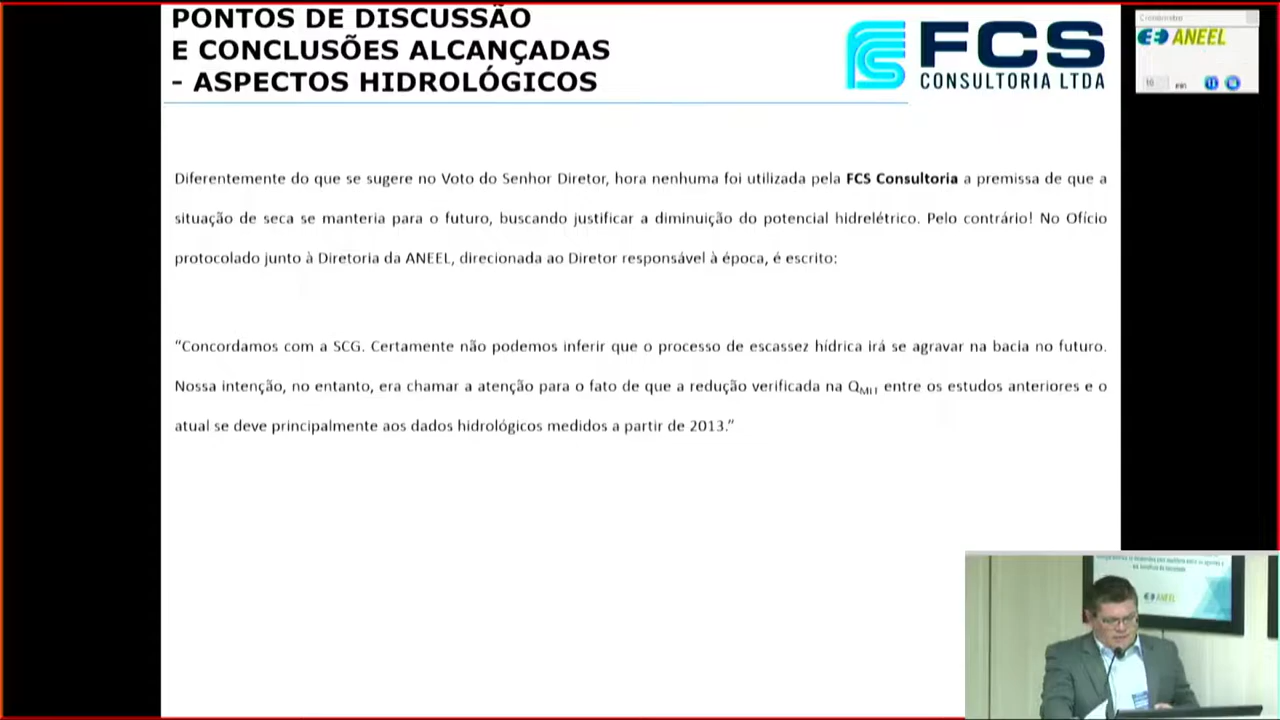 PONTOS DE DISCUSSÃO
E CONCLUSÕES ALCANÇADAS
- ASPECTOS HIDROLÓGICOS
FCS
CONSULTORIA LTDA
ANEEL
10 min
Diferentemente do que se sugere no Voto do Senhor Diretor, hora nenhuma foi utilizada pela FCS Consultoria a premissa de que a
situação de seca se manteria para o futuro, buscando justificar a diminuição do potencial hidrelétrico. Pelo contrário! No Ofício
protocolado junto à Diretoria da ANEEL, direcionada ao Diretor responsável à época, é escrito:
"Concordamos com a SCG. Certamente não podemos inferir que o processo de escassez hídrica irá se agravar na bacia no futuro.
Nossa intenção, no entanto, era chamar a atenção para o fato de que a redução verificada na QMLT entre os estudos anteriores e o
atual se deve principalmente aos dados hidrológicos medidos a partir de 2013."
ANEEL